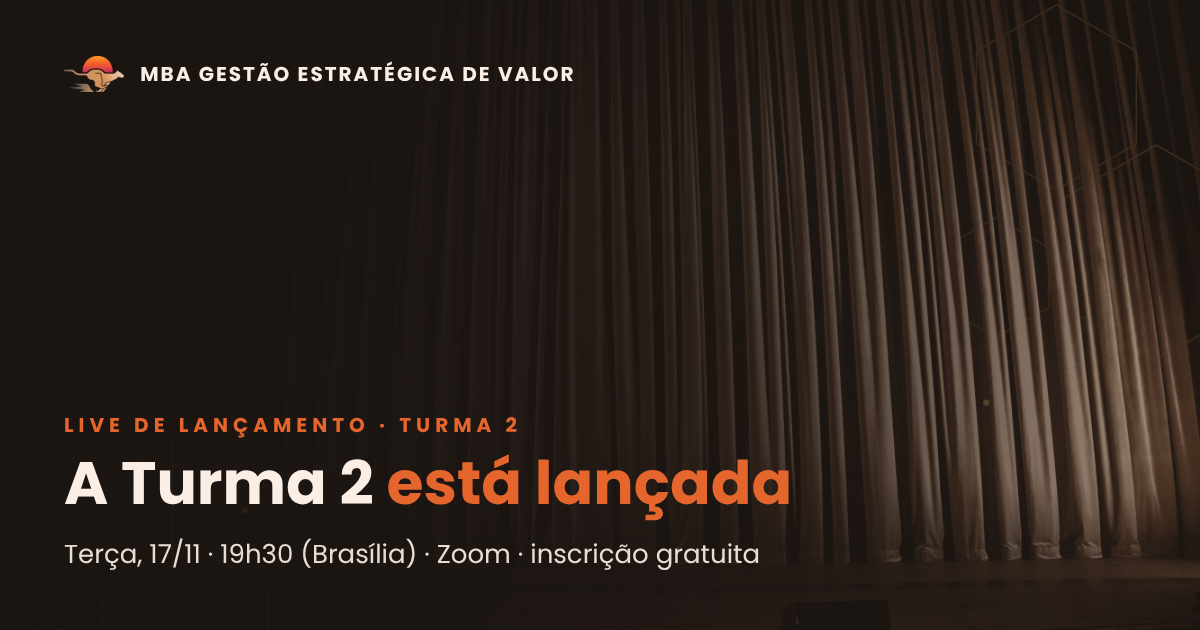 MBA GESTÃO ESTRATÉGICA DE VALOR
LIVE DE LANÇAMENTO · TURMA 2
A Turma 2 está lançada
Terça, 17/11 · 19h30 (Brasília) · Zoom · inscrição gratuita